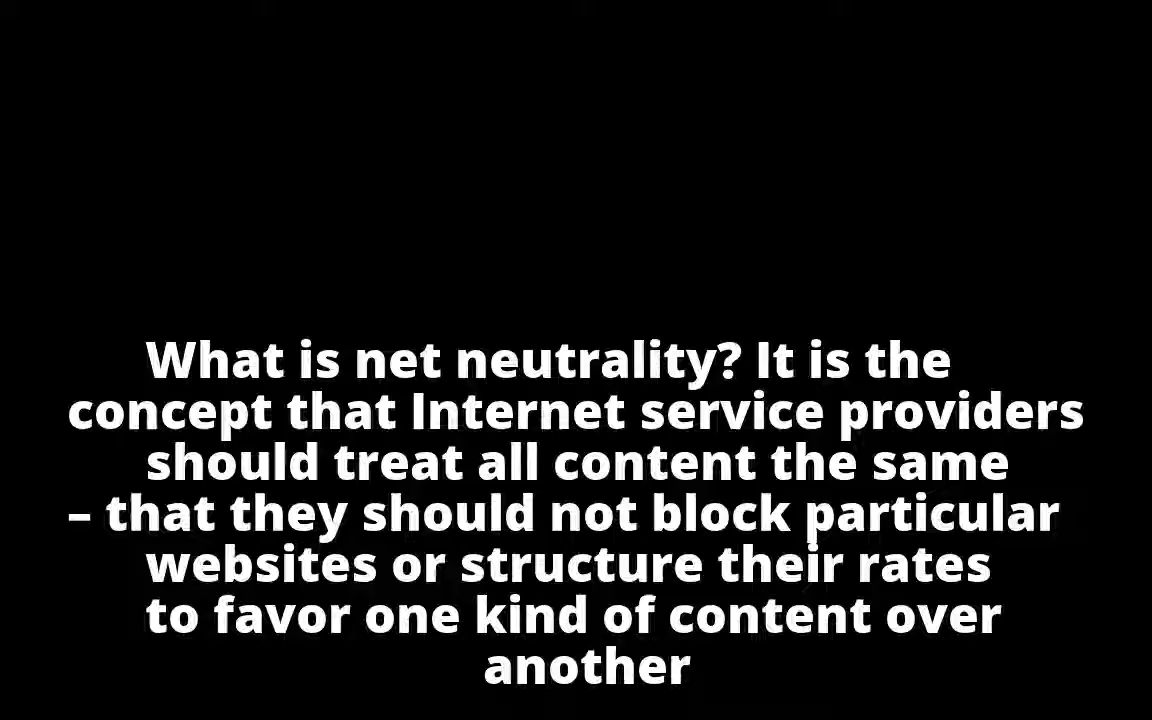 What is net neutrality? It is the
concept that Internet service providers
should treat all content the same
– that they should not block particular
websites or structure their rates
to favor one kind of content over
another